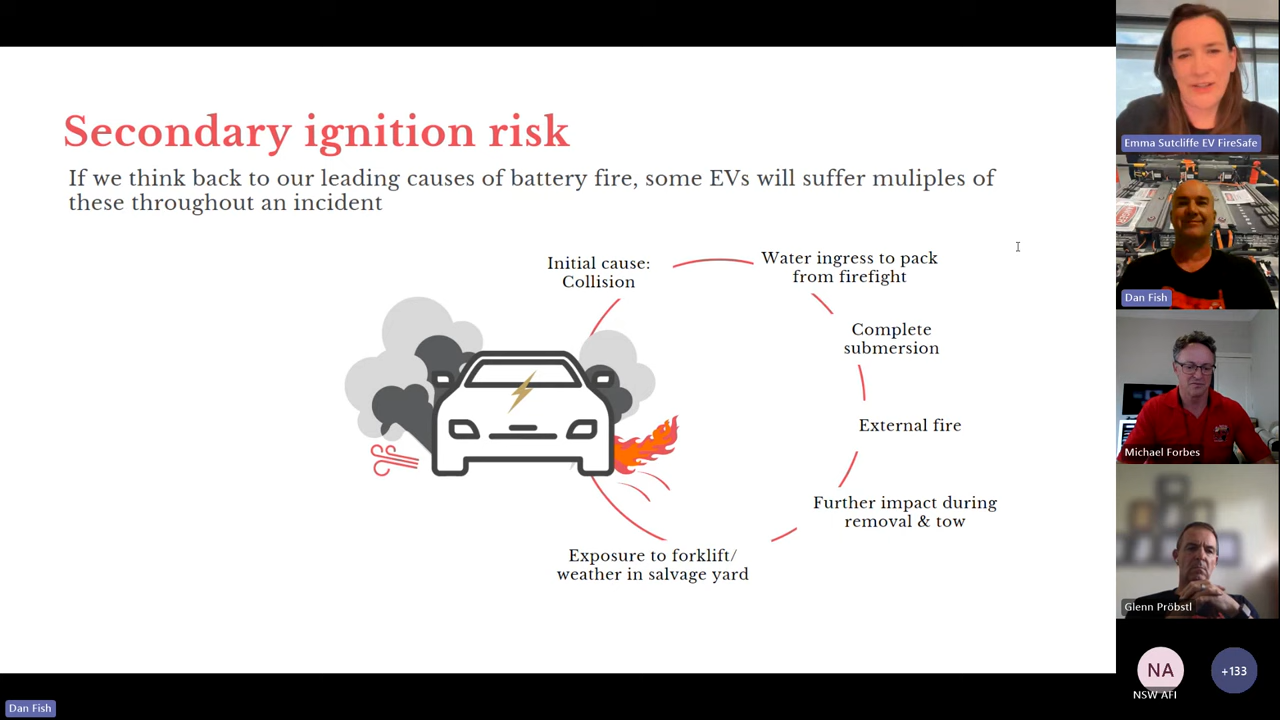 Secondary ignition risk
If we think back to our leading causes of battery fire, some EVs will suffer muliples of
these throughout an incident
Initial cause:
Collision
Water ingress to pack
from firefight
Complete
submersion
External fire
Further impact during
removal & tow
Exposure to forklift/
weather in salvage yard
Emma Sutcliffe EV FireSafe
Dan Fish
Michael Forbes
Glenn Pröbstl
NA
+133
NSW AFI
Dan Fish